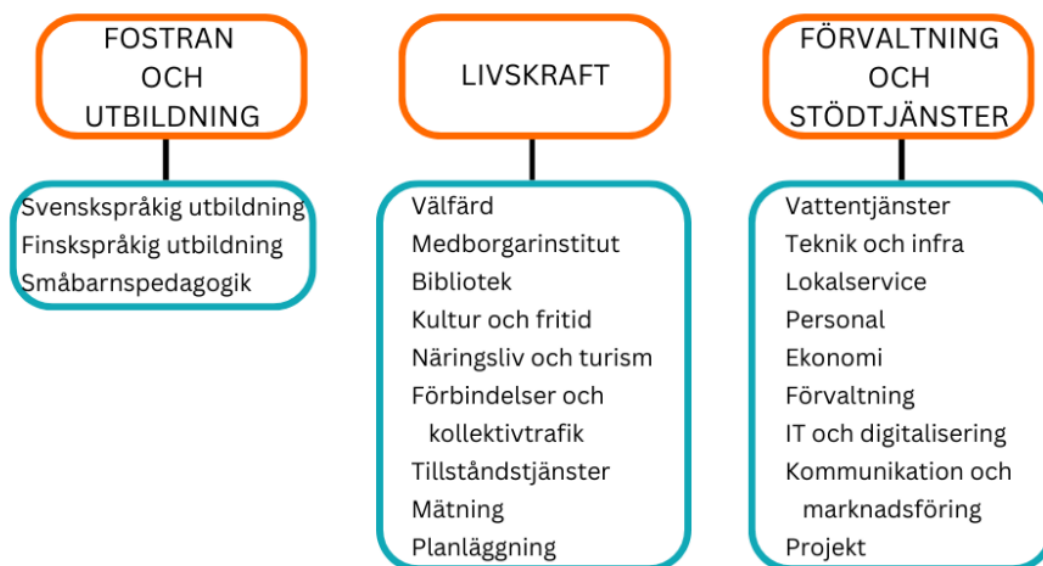 FOSTRAN
OCH
UTBILDNING
Svenskspråkig utbildning
Finskspråkig utbildning
Småbarnspedagogik
LIVSKRAFT
Välfärd
Medborgarinstitut
Bibliotek
Kultur och fritid
Näringsliv och turism
Förbindelser och
kollektivtrafik
Tillståndstjänster
Mätning
Planläggning
FÖRVALTNING
OCH
STÖDTJÄNSTER
Vattentjänster
Teknik och infra
Lokalservice
Personal
Ekonomi
Förvaltning
IT och digitalisering
Kommunikation och
marknadsföring
Projekt